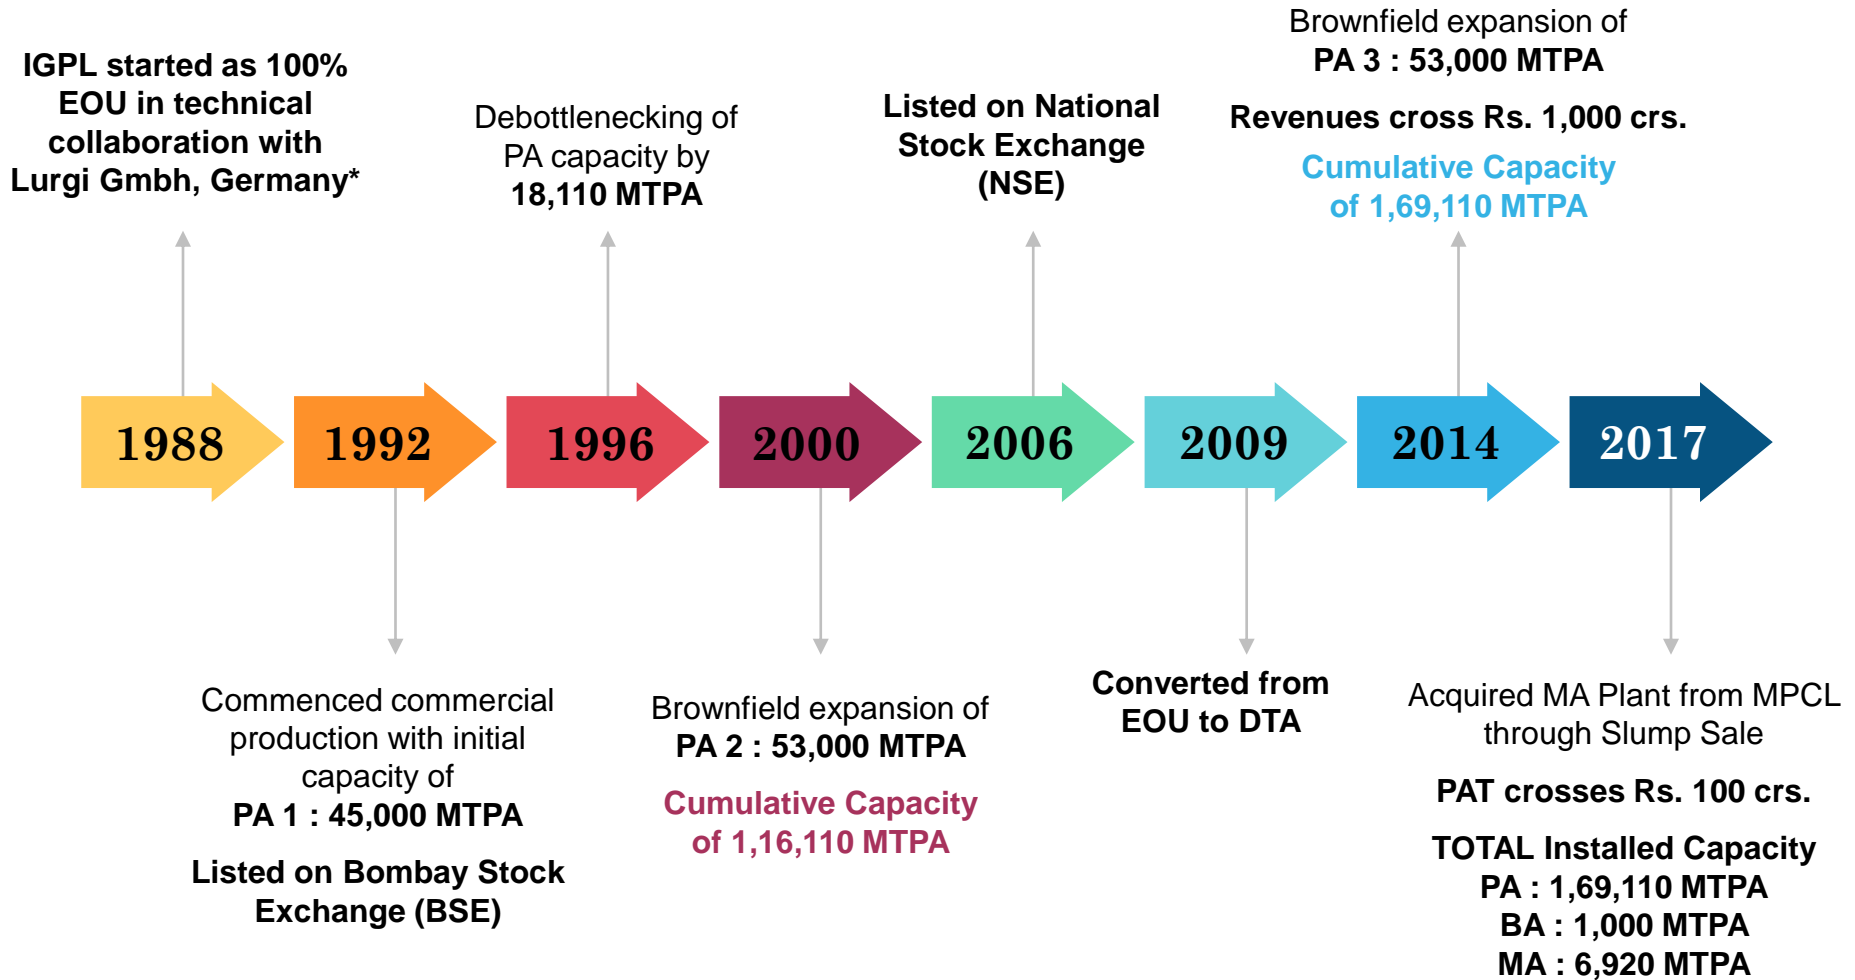 IGPL started as 100%
EOU in technical
collaboration with
Lurgi Gmbh, Germany*
Debottlenecking of
PA capacity by
18,110 MTPA
Listed on National
Stock Exchange
(NSE)
Brownfield expansion of
PA 3 : 53,000 MTPA
Revenues cross Rs. 1,000 crs.
Cumulative Capacity
of 1,69,110 MTPA
1988
1992
1996
2000
2006
2009
2014
2017
Commenced commercial
production with initial
capacity of
PA 1 : 45,000 MTPA
Listed on Bombay Stock
Exchange (BSE)
Brownfield expansion of
PA 2 : 53,000 MTPA
Cumulative Capacity
of 1,16,110 MTPA
Converted from
EOU to DTA
Acquired MA Plant from MPCL
through Slump Sale
PAT crosses Rs. 100 crs.
TOTAL Installed Capacity
PA : 1,69,110 MTPA
BA : 1,000 MTPA
MA : 6,920 MTPA